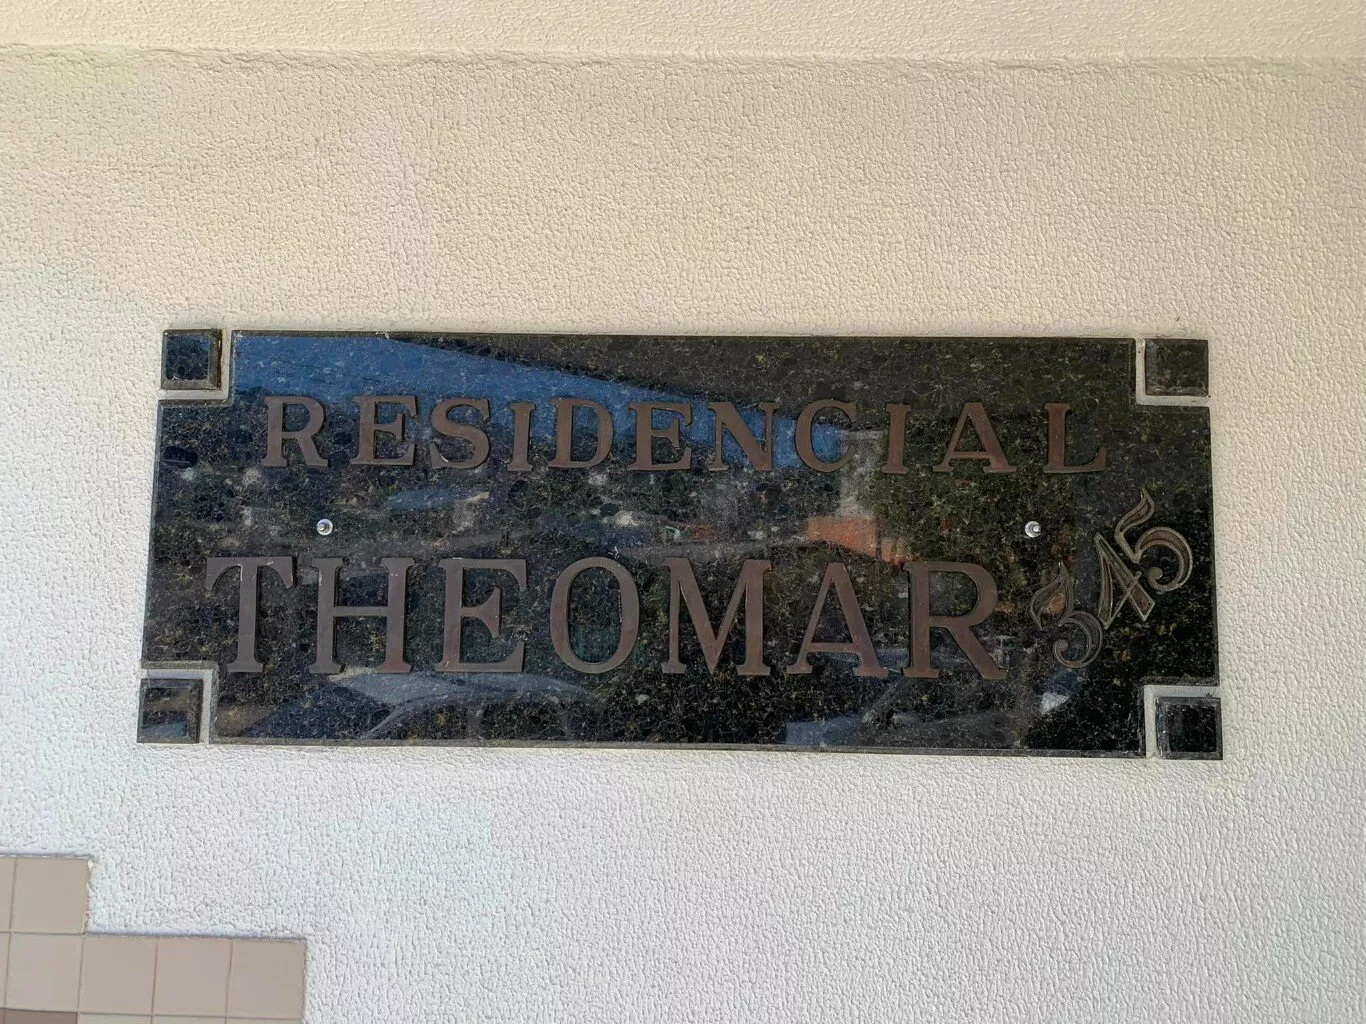 RESIDENCIAL
THEOMAR
345